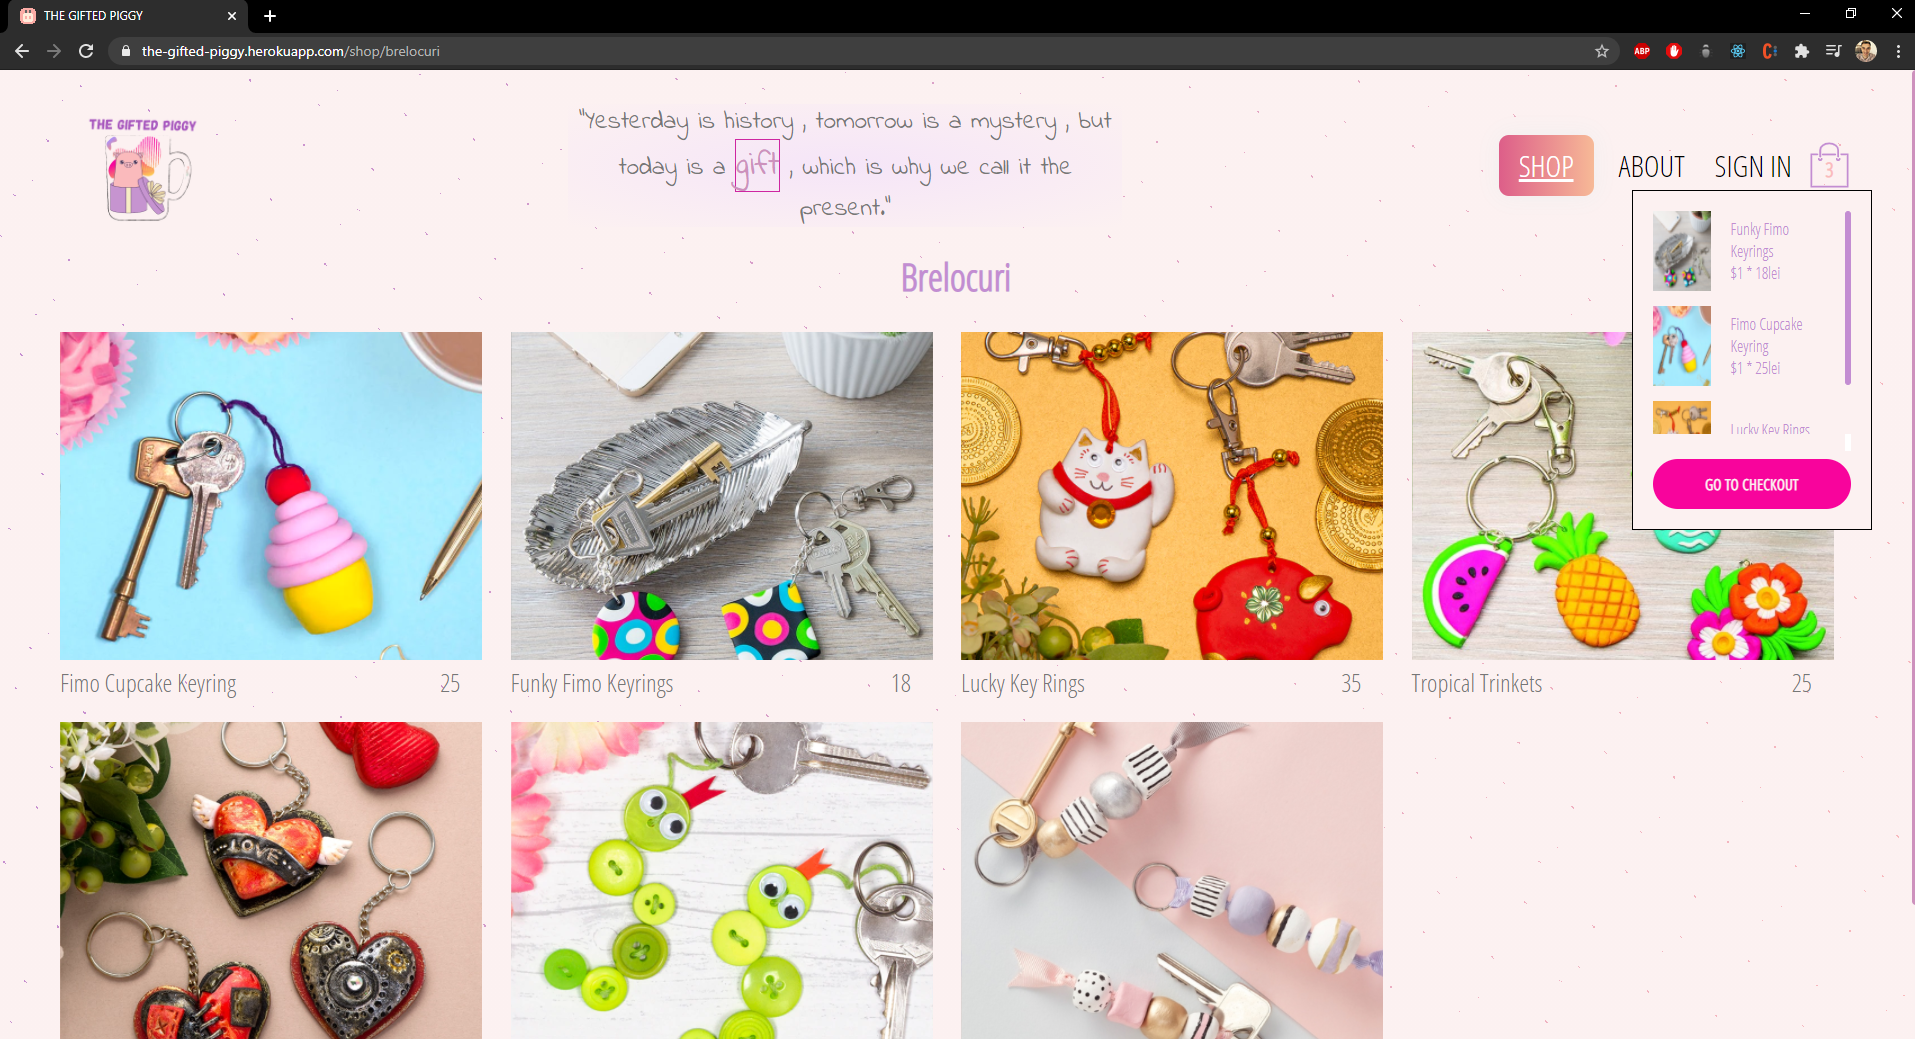 THE GIFTED PIGGY
the-gifted-piggy.herokuapp.com/shop/brelocuri
ABP
THE GIFTED PIGGY
"Yesterday is history , tomorrow is a mystery , but
today is a gift , which is why we call it the
present."
SHOP
ABOUT
SIGN IN
3
Funky Fimo
Keyrings
$1 * 18lei
Fimo Cupcake
Keyring
$1 * 25lei
Lucky Key Rings
GO TO CHECKOUT
Brelocuri
Fimo Cupcake Keyring 25
Funky Fimo Keyrings 18
Lucky Key Rings 35
Tropical Trinkets 25
LOVE